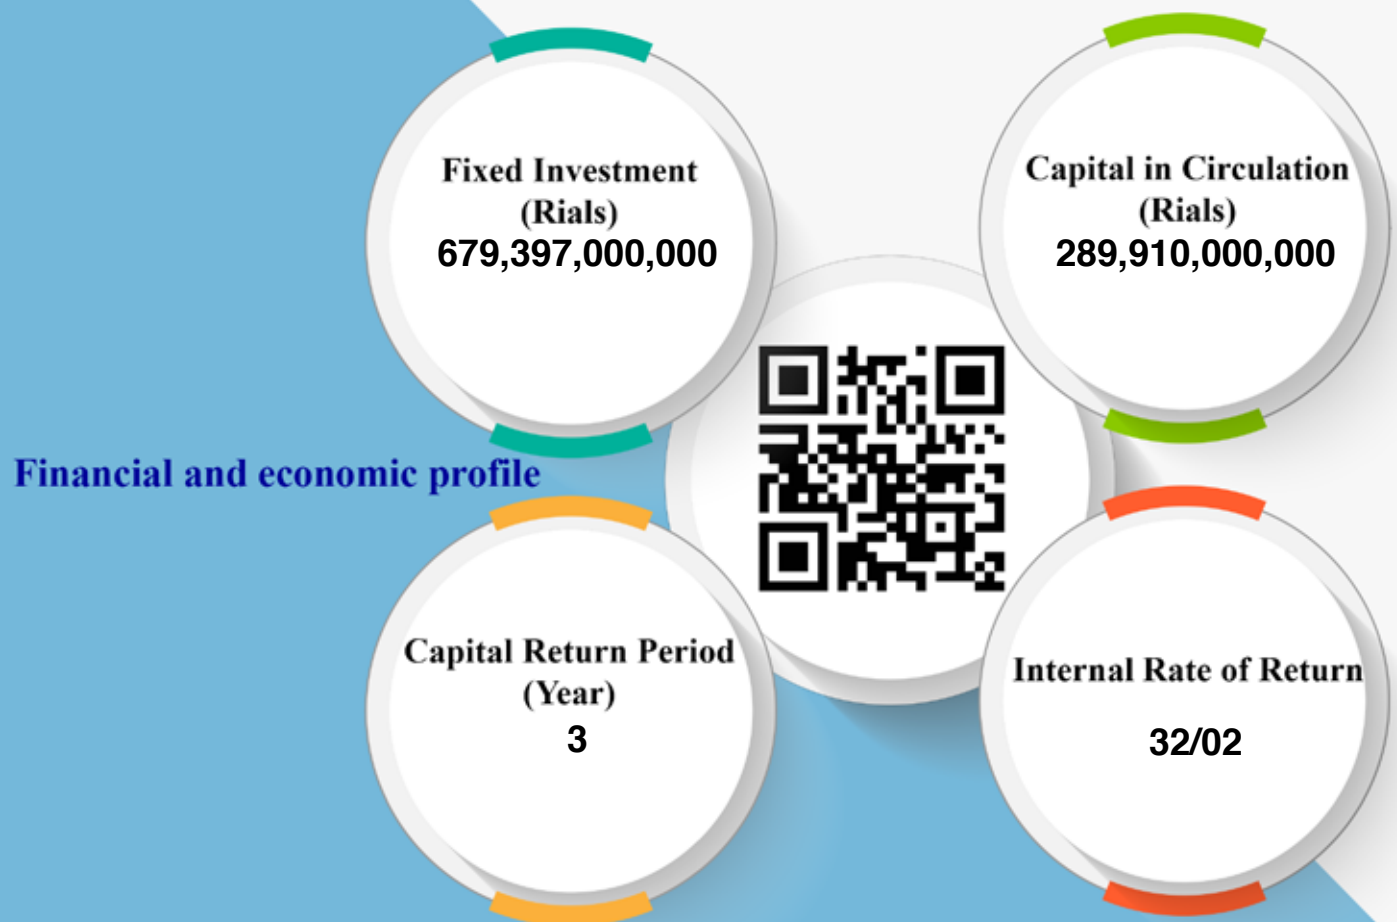 Fixed Investment
(Rials)
679,397,000,000
Capital in Circulation
(Rials)
289,910,000,000
Financial and economic profile
Capital Return Period
(Year)
3
Internal Rate of Return
32/02